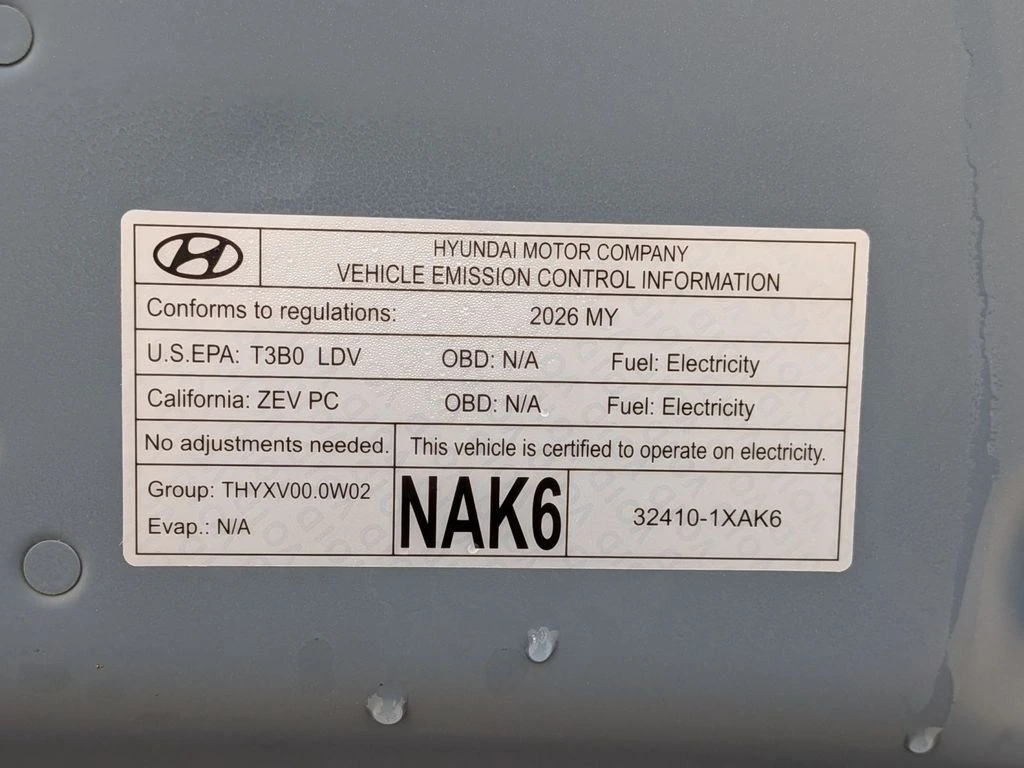 HYUNDAI MOTOR COMPANY
VEHICLE EMISSION CONTROL INFORMATION
Conforms to regulations: 2026 MY
U.S.EPA: T3B0 LDV OBD: N/A Fuel: Electricity
California: ZEV PC OBD: N/A Fuel: Electricity
No adjustments needed. This vehicle is certified to operate on electricity.
Group: THYXV00.0W02
Evap.: N/A
NAK6
32410-1XAK6